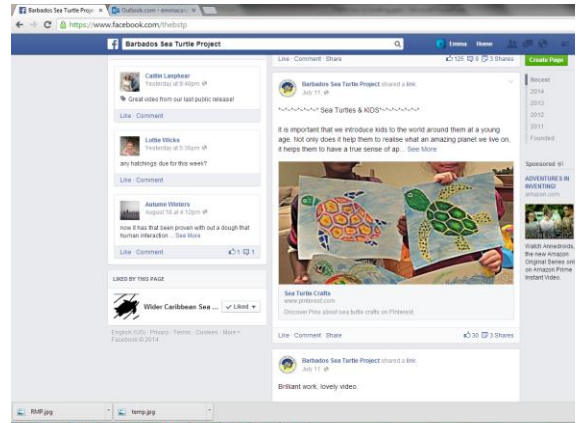 Barbados Sea Turtle Proje
Outlook.com - emmacas
https://www.facebook.com/thebstp
Barbados Sea Turtle Project
Emma Home
Caitlin Lanphear
Yesterday at 9:40pm
Great video from our last public release!
Like · Comment
Lottie Wicks
Yesterday at 5:36pm
any hatchings due for this week?
Like · Comment
Autumn Winters
August 18 at 4:12pm
now it has that been proven with out a dough that
human interaction ... See More
Like · Comment 1 1
LIKED BY THIS PAGE
Wider Caribbean Sea ... Liked
English (US) · Privacy · Terms · Cookies · More
Facebook © 2014
Like · Comment · Share 125 8 3 Shares
Barbados Sea Turtle Project shared a link.
July 11
Sea Turtles & KIDS
It is important that we introduce kids to the world around them at a young
age. Not only does it help them to realise what an amazing planet we live on,
it helps them to have a true sense of ap... See More
Sea Turtle Crafts
www.pinterest.com
Discover Pins about sea turtle crafts on Pinterest.
Like · Comment · Share 30 3 Shares
Barbados Sea Turtle Project shared a link.
July 11
Brilliant work, lovely video.
Create Page
Recent
2014
2013
2012
2011
Founded
Sponsored
ADVENTURES IN
INVENTING!
amazon.com
Watch Annedroids,
the new Amazon
Original Series onl
on Amazon Prime
Instant Video.
RMP.jpg
temp.jpg